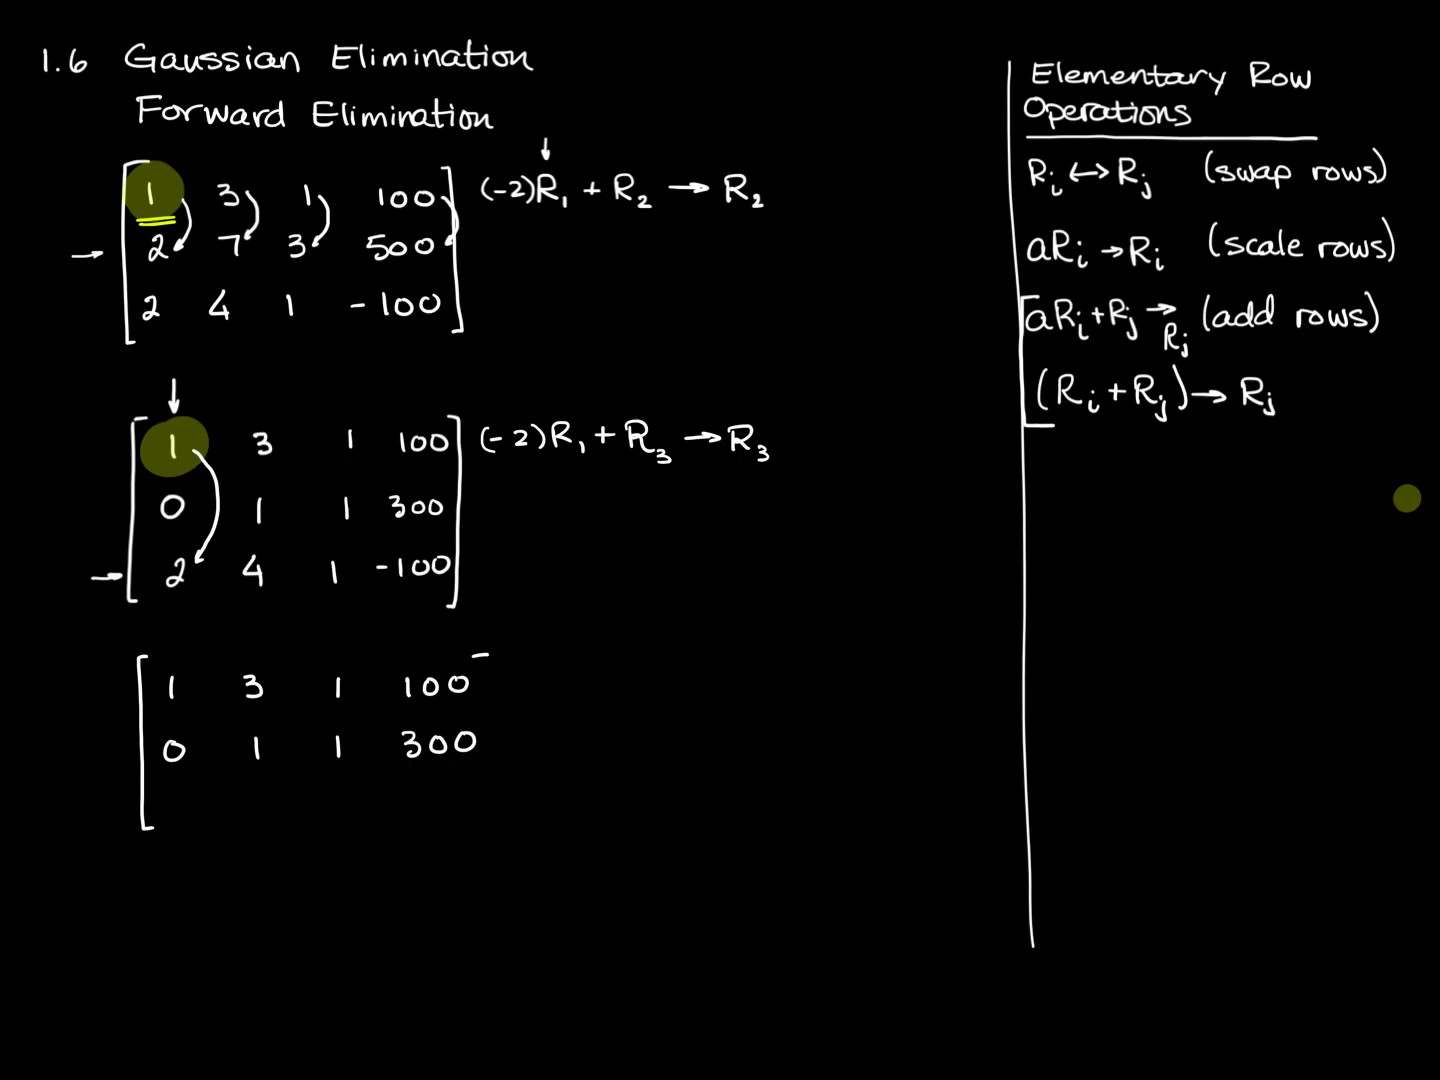 1.6 Gaussian Elimination
Forward Elimination
1 3 1 100 (-2)R₁ + R₂ → R₂
→ 2 7 3 500
2 4 1 -100
1 3 1 100 (-2)R₁ + R₃ → R₃
0 1 1 300
→ 2 4 1 -100
1 3 1 100
0 1 1 300
Elementary Row
Operations
Rᵢ ↔ Rⱼ (swap rows)
aRᵢ → Rᵢ (scale rows)
aRᵢ + Rⱼ → Rⱼ (add rows)
(Rᵢ + Rⱼ) → Rⱼ